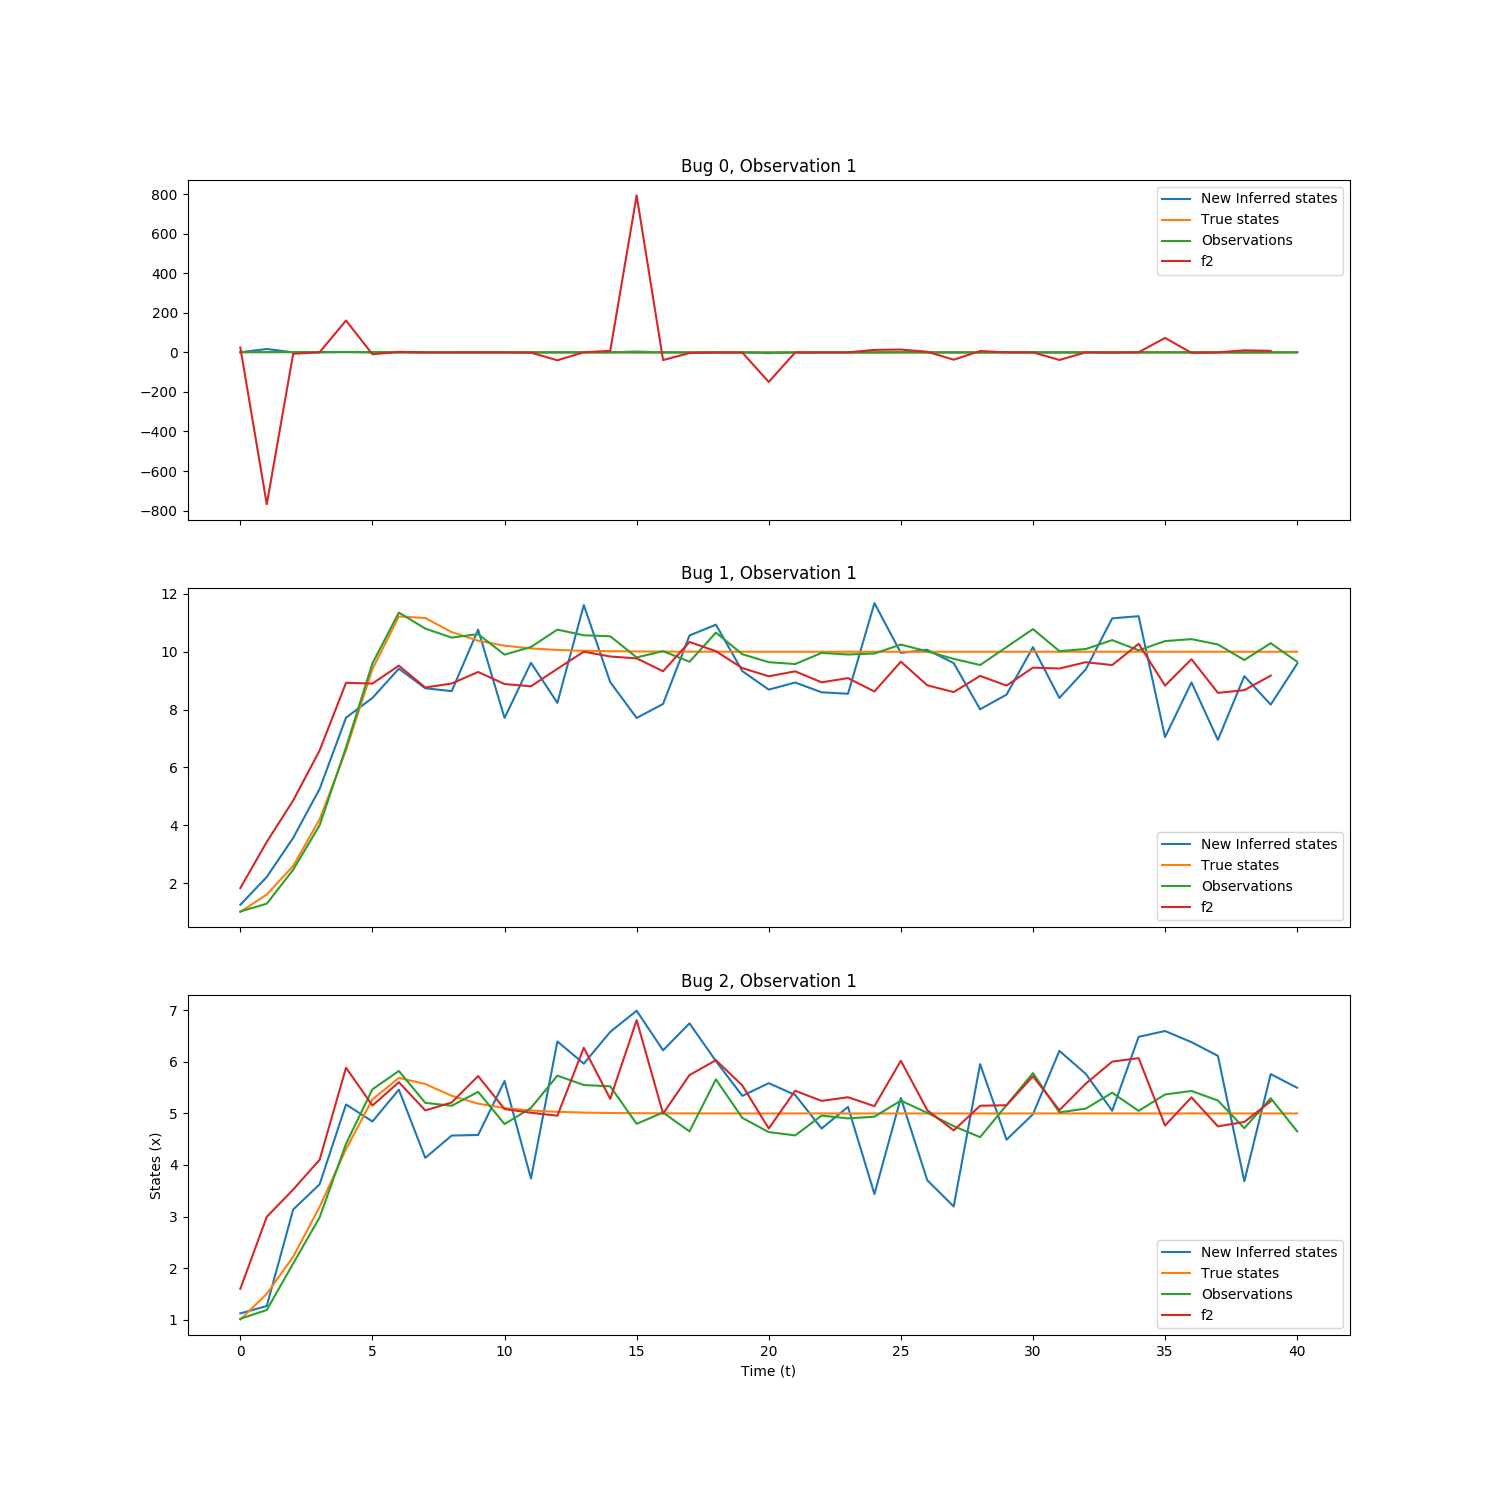 Bug 0, Observation 1
800
600
400
200
0
−200
−400
−600
−800
New Inferred states
True states
Observations
f2
Bug 1, Observation 1
12
10
8
6
4
2
New Inferred states
True states
Observations
f2
Bug 2, Observation 1
7
6
5
4
3
2
1
States (x)
New Inferred states
True states
Observations
f2
0 5 10 15 20 25 30 35 40
Time (t)